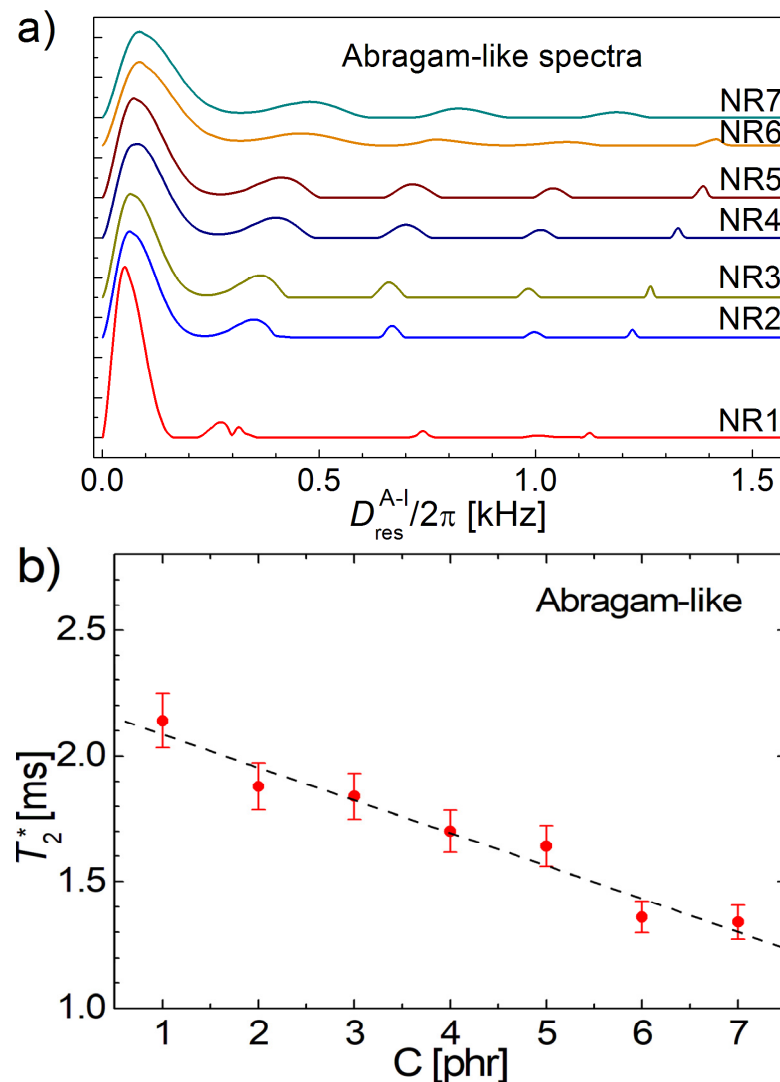 a)
Abragam-like spectra
NR7
NR6
NR5
NR4
NR3
NR2
NR1
0.0 0.5 1.0 1.5
D_res^A-I/2π [kHz]
b)
Abragam-like
2.5
2.0
1.5
1.0
T_2^* [ms]
1 2 3 4 5 6 7
C [phr]